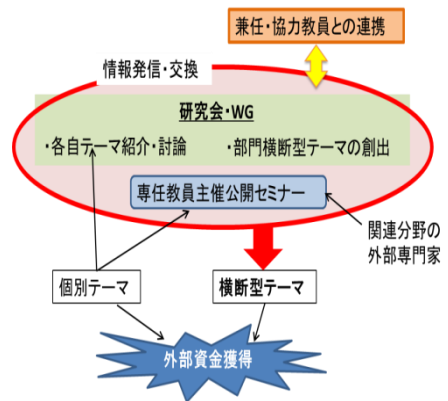 兼任・協力教員との連携
情報発信・交換
研究会・WG
・各自テーマ紹介・討論
・部門横断型テーマの創出
専任教員主催公開セミナー
関連分野の
外部専門家
個別テーマ
横断型テーマ
外部資金獲得